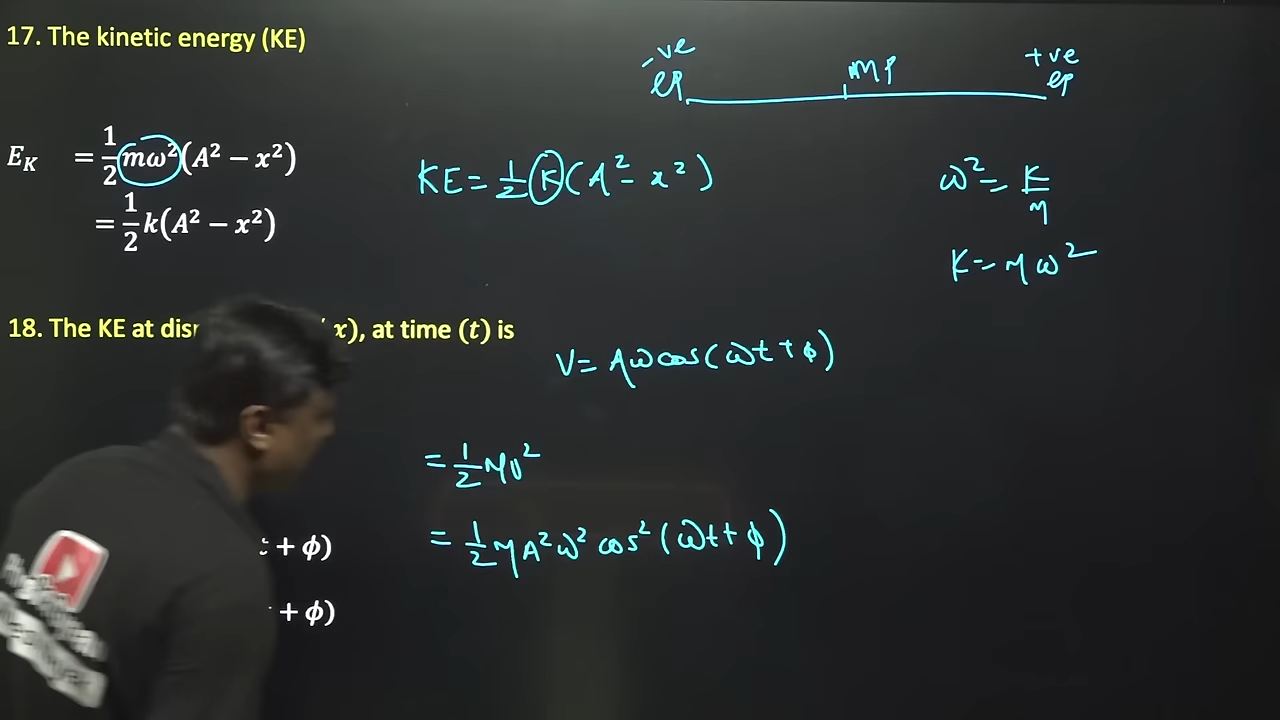 17. The kinetic energy (KE)
-ve
EP
MP
+ve
EP
E_K = 1/2 mω²(A² − x²)
= 1/2 k(A² − x²)
KE = 1/2 K(A² − x²)
ω² = K/M
K = Mω²
18. The KE at x), at time (t) is
V = Aω cos(ωt + ϕ)
= 1/2 Mv²
= 1/2 MA²ω² cos²(ωt + ϕ)
+ ϕ)
+ ϕ)